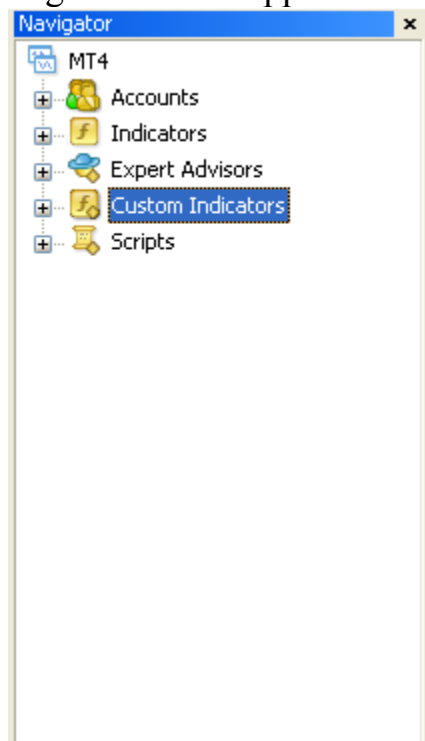 Navigator
MT4
Accounts
Indicators
Expert Advisors
Custom Indicators
Scripts